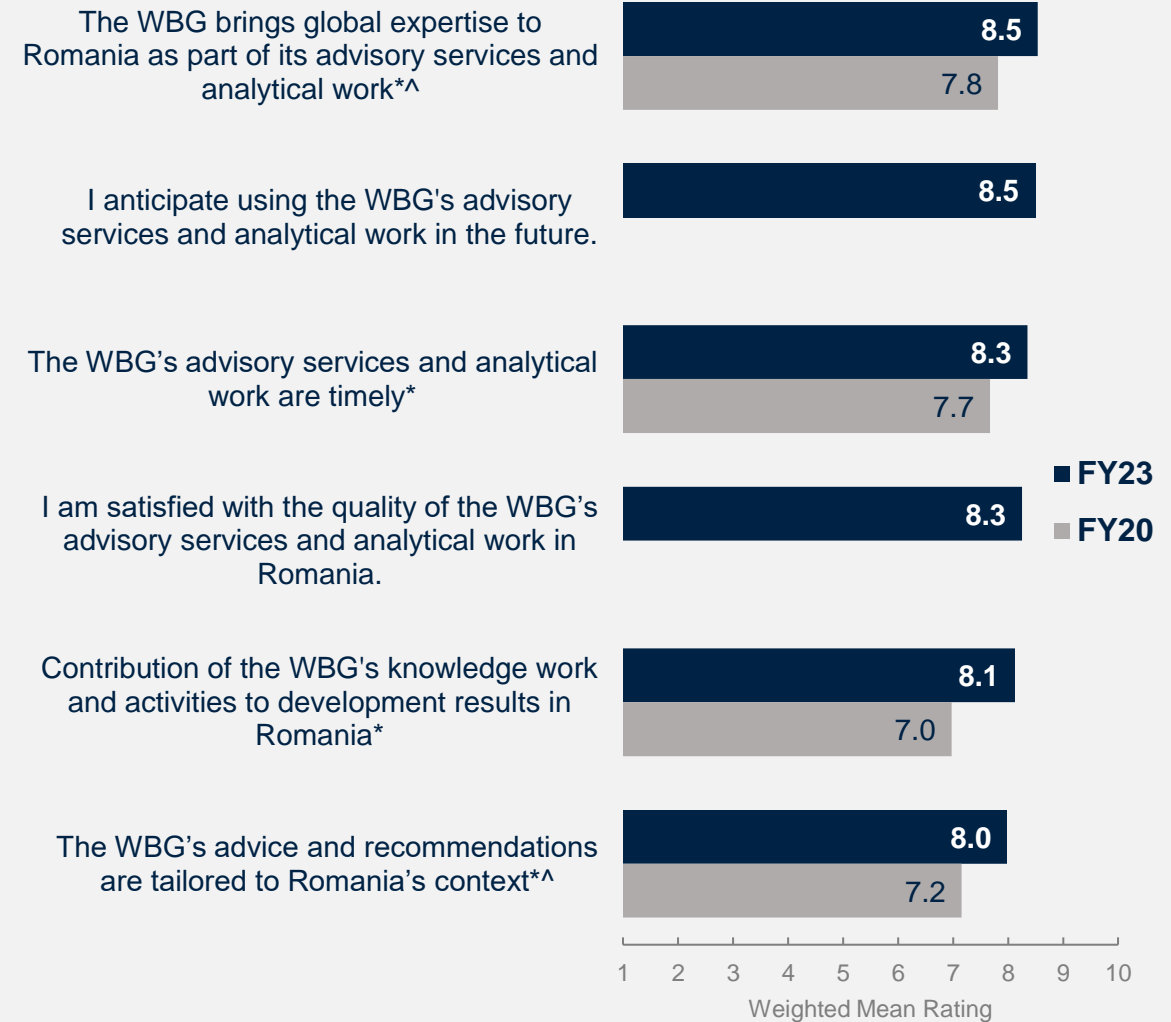 The WBG brings global expertise to
Romania as part of its advisory services and
analytical work*^
8.5
7.8
I anticipate using the WBG's advisory
services and analytical work in the future.
8.5
The WBG’s advisory services and analytical
work are timely*
8.3
7.7
I am satisfied with the quality of the WBG’s
advisory services and analytical work in
Romania.
8.3
FY23
FY20
Contribution of the WBG's knowledge work
and activities to development results in
Romania*
8.1
7.0
The WBG’s advice and recommendations
are tailored to Romania’s context*^
8.0
7.2
1 2 3 4 5 6 7 8 9 10
Weighted Mean Rating